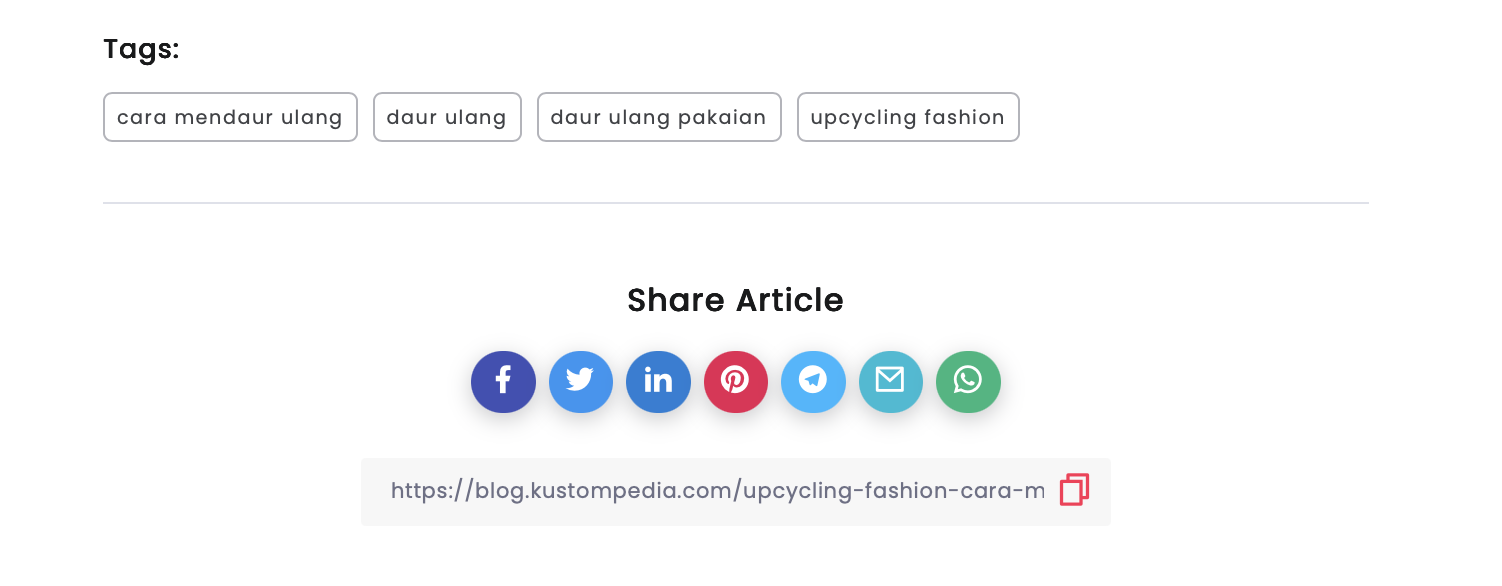 Tags:
cara mendaur ulang daur ulang daur ulang pakaian upcycling fashion
Share Article
https://blog.kustompedia.com/upcycling-fashion-cara-m